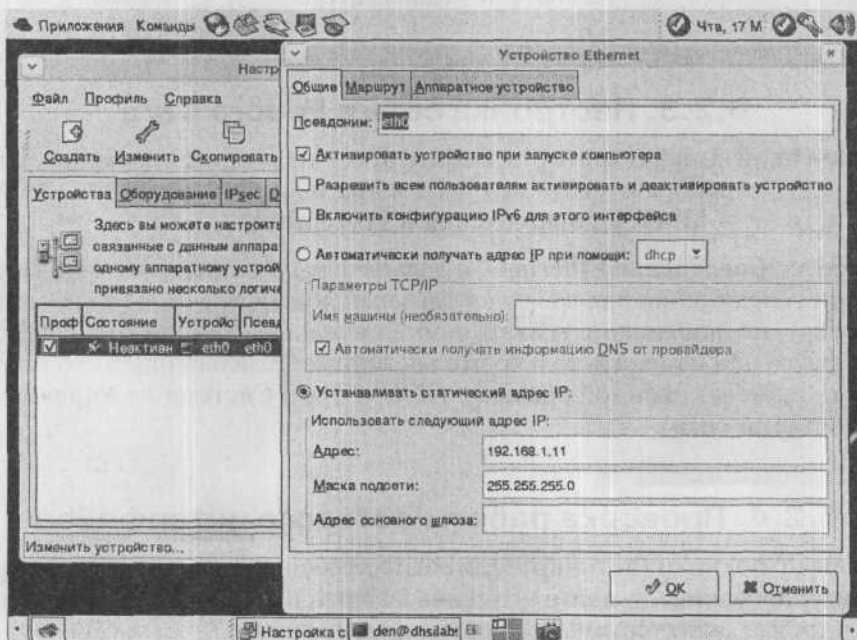 Приложения Команды
Чтв, 17 М
Настр
Файл Профиль Справка
Создать Изменить Скопировать
Устройства Оборудование IPsec D
Здесь вы можете настроить
связанные с данным аппара
одному аппаратному устрой
привязано несколько логиче
Проф Состояние Устройс Псевд
Неактивн eth0 eth0
Изменить устройство...
Устройство Ethernet
Общие Маршрут Аппаратное устройство
Псевдоним: eth0
Активировать устройство при запуске компьютера
Разрешить всем пользователям активировать и деактивировать устройство
Включить конфигурацию IPv6 для этого интерфейса
Автоматически получать адрес IP при помощи: dhcp
Параметры TCP/IP
Имя машины (необязательно):
Автоматически получать информацию DNS от провайдера
Устанавливать статический адрес IP:
Использовать следующий адрес IP:
Адрес: 192.168.1.11
Маска подсети: 255.255.255.0
Адрес основного шлюза:
OK Отменить
Настройка с den@dhsilabs